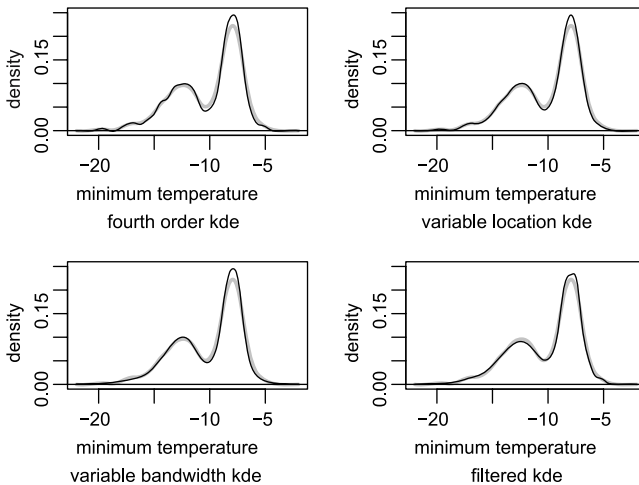 density
0.00
0.15
−20
−10
−5
minimum temperature
fourth order kde
density
0.00
0.15
−20
−10
−5
minimum temperature
variable location kde
density
0.00
0.15
−20
−10
−5
minimum temperature
variable bandwidth kde
density
0.00
0.15
−20
−10
−5
minimum temperature
filtered kde